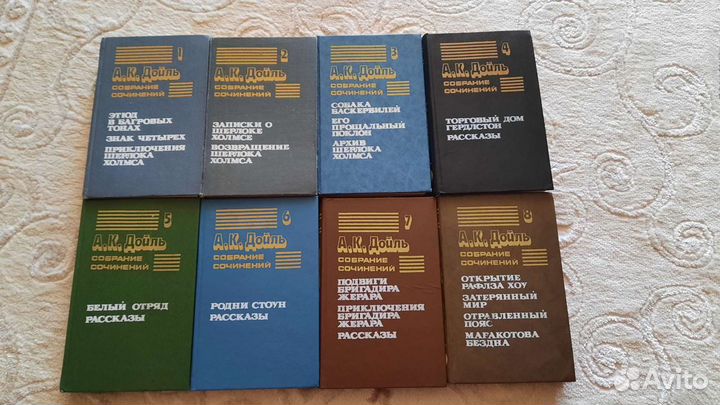 1
А.К. Дойль
СОБРАНИЕ
СОЧИНЕНИЙ
ЭТЮД
В БАГРОВЫХ
ТОНАХ
ЗНАК ЧЕТЫРЕХ
ПРИКЛЮЧЕНИЯ
ШЕРЛОКА
ХОЛМСА
2
А.К. Дойль
СОБРАНИЕ
СОЧИНЕНИЙ
ЗАПИСКИ О
ШЕРЛОКЕ
ХОЛМСЕ
ВОЗВРАЩЕНИЕ
ШЕРЛОКА
ХОЛМСА
3
А.К. Дойль
СОБРАНИЕ
СОЧИНЕНИЙ
СОБАКА
БАСКЕРВИЛЕЙ
ЕГО
ПРОЩАЛЬНЫЙ
ПОКЛОН
АРХИВ
ШЕРЛОКА
ХОЛМСА
4
А.К. Дойль
СОБРАНИЕ
СОЧИНЕНИЙ
ТОРГОВЫЙ ДОМ
ГЕРДЛСТОН
РАССКАЗЫ
5
А.К. Дойль
СОБРАНИЕ
СОЧИНЕНИЙ
БЕЛЫЙ ОТРЯД
РАССКАЗЫ
6
А.К. Дойль
СОБРАНИЕ
СОЧИНЕНИЙ
РОДНИ СТОУН
РАССКАЗЫ
7
А.К. Дойль
СОБРАНИЕ
СОЧИНЕНИЙ
ПОДВИГИ
БРИГАДИРА
ЖЕРАРА
ПРИКЛЮЧЕНИЯ
БРИГАДИРА
ЖЕРАРА
РАССКАЗЫ
8
А.К. Дойль
СОБРАНИЕ
СОЧИНЕНИЙ
ОТКРЫТИЕ
РАФЛЗА ХОУ
ЗАТЕРЯННЫЙ
МИР
ОТРАВЛЕННЫЙ
ПОЯС
МАРАКОТОВА
БЕЗДНА
Avito